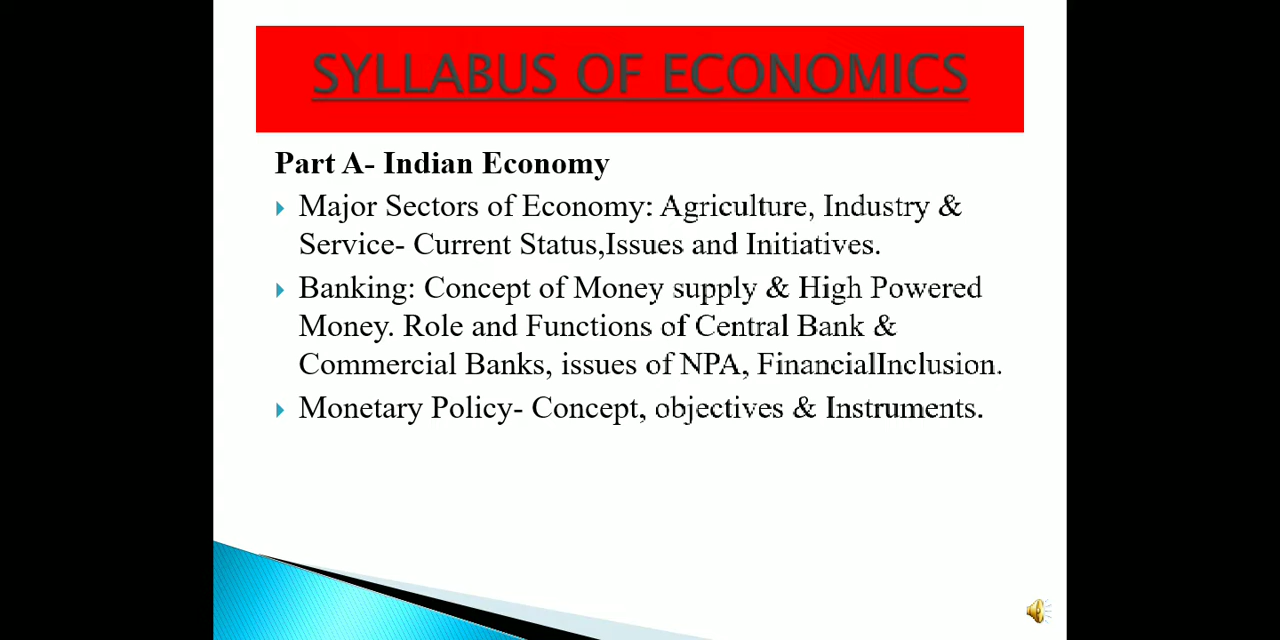 SYLLABUS OF ECONOMICS
Part A- Indian Economy
Major Sectors of Economy: Agriculture, Industry &
Service- Current Status,Issues and Initiatives.
Banking: Concept of Money supply & High Powered
Money. Role and Functions of Central Bank &
Commercial Banks, issues of NPA, FinancialInclusion.
Monetary Policy- Concept, objectives & Instruments.